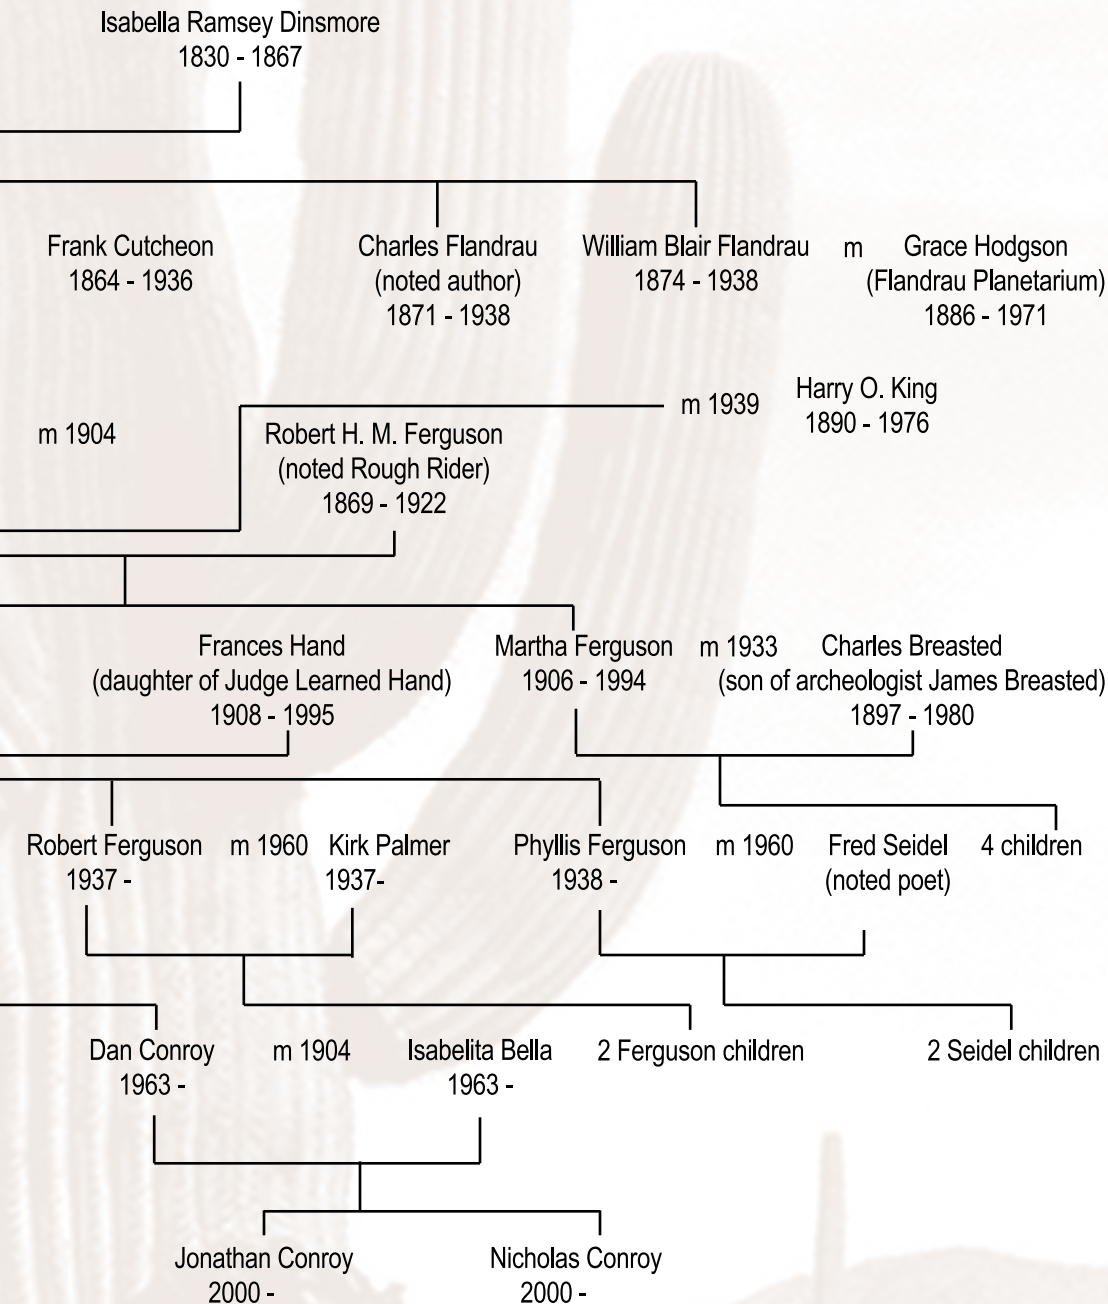 Isabella Ramsey Dinsmore
1830 - 1867
Frank Cutcheon
1864 - 1936
Charles Flandrau
(noted author)
1871 - 1938
William Blair Flandrau
1874 - 1938
m
Grace Hodgson
(Flandrau Planetarium)
1886 - 1971
m 1904
Robert H. M. Ferguson
(noted Rough Rider)
1869 - 1922
m 1939
Harry O. King
1890 - 1976
Frances Hand
(daughter of Judge Learned Hand)
1908 - 1995
Martha Ferguson
1906 - 1994
m 1933
Charles Breasted
(son of archeologist James Breasted)
1897 - 1980
Robert Ferguson
1937 -
m 1960
Kirk Palmer
1937-
Phyllis Ferguson
1938 -
m 1960
Fred Seidel
(noted poet)
4 children
Dan Conroy
1963 -
m 1904
Isabelita Bella
1963 -
2 Ferguson children
2 Seidel children
Jonathan Conroy
2000 -
Nicholas Conroy
2000 -